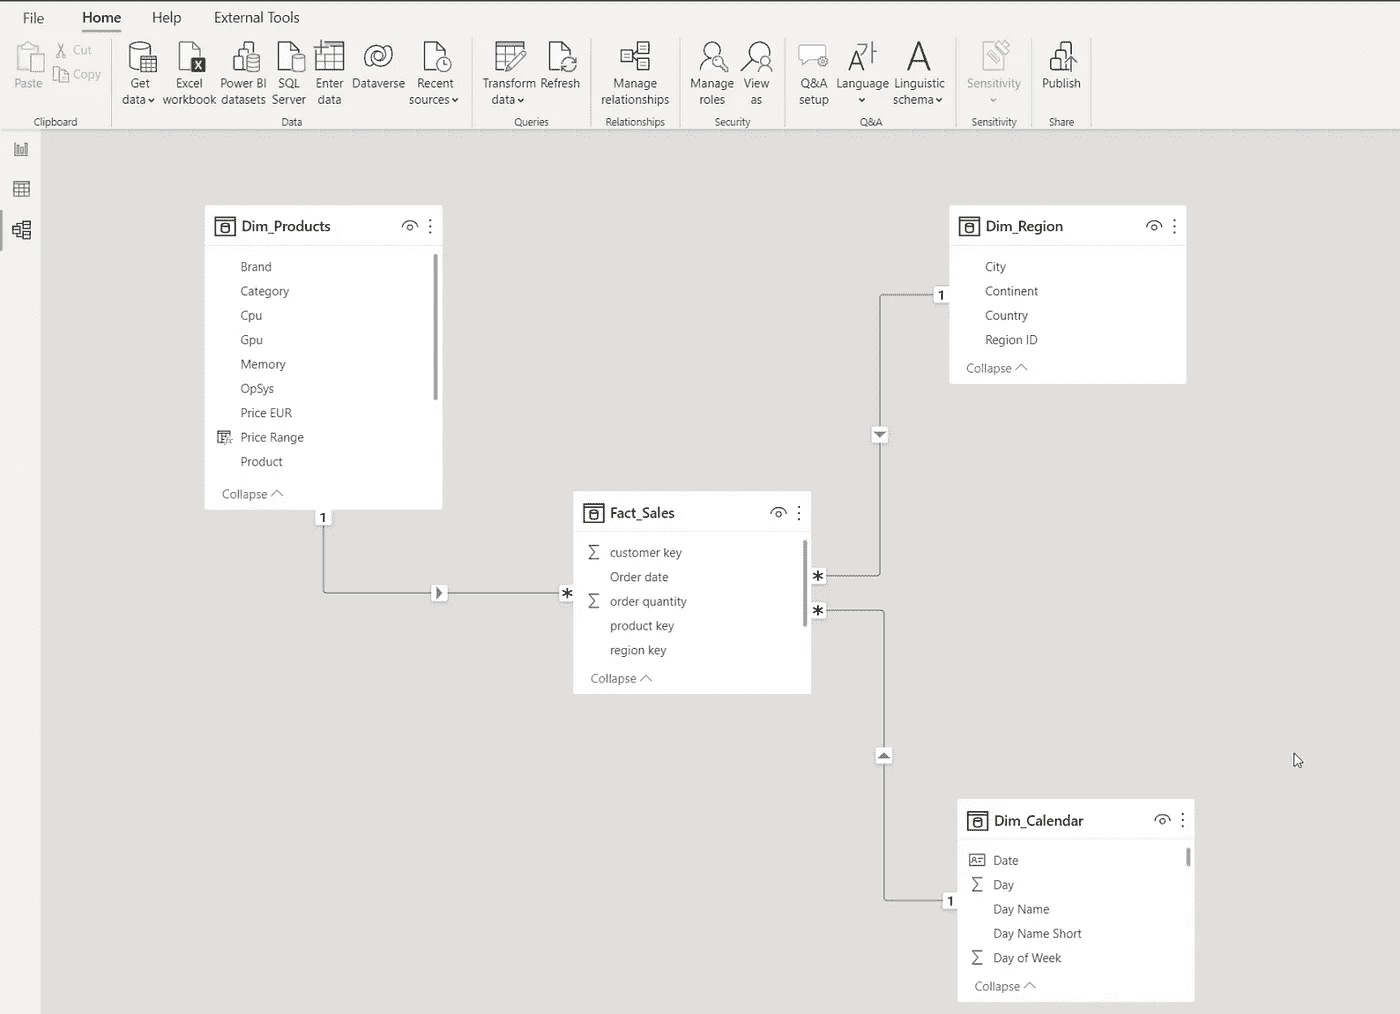 File Home Help External Tools
Paste Cut
Copy
Get data
Excel workbook
Power BI datasets
SQL Server
Enter data
Dataverse
Recent sources
Transform data
Refresh
Manage relationships
Manage roles
View as
Q&A setup
Language
Linguistic schema
Sensitivity
Publish
Clipboard Data Queries Relationships Security Q&A Sensitivity Share
Dim_Products
Brand
Category
Cpu
Gpu
Memory
OpSys
Price EUR
Price Range
Product
Collapse
1
*
Dim_Region
City
Continent
Country
Region ID
Collapse
1
*
Fact_Sales
customer key
Order date
order quantity
product key
region key
Collapse
*
1
Dim_Calendar
Date
Day
Day Name
Day Name Short
Day of Week
Collapse